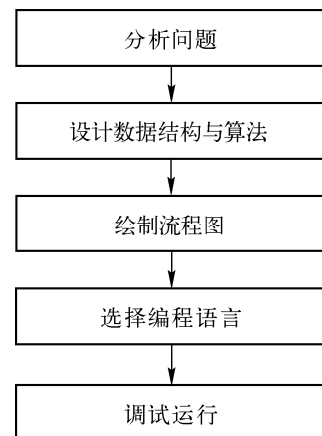 分析问题
设计数据结构与算法
绘制流程图
选择编程语言
调试运行